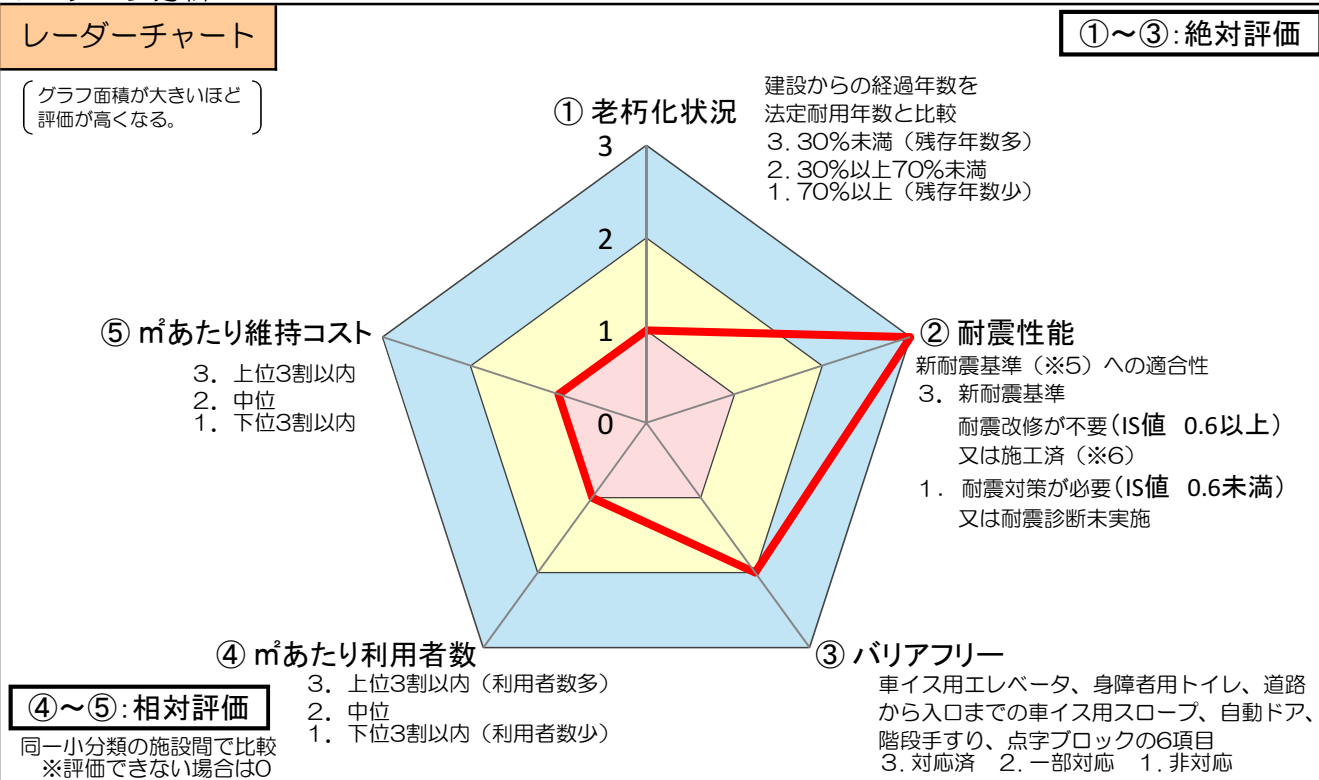 レーダーチャート
①～③:絶対評価
グラフ面積が大きいほど
評価が高くなる。
① 老朽化状況
建設からの経過年数を
法定耐用年数と比較
３．30％未満（残存年数多）
２．30％以上70％未満
１．70％以上（残存年数少）
3
2
1
0
② 耐震性能
新耐震基準（※５）への適合性
３．新耐震基準
耐震改修が不要(IS値 0.6以上)
又は施工済（※６）
１．耐震対策が必要(IS値 0.6未満)
又は耐震診断未実施
⑤ ㎡あたり維持コスト
３．上位３割以内
２．中位
１．下位３割以内
④ ㎡あたり利用者数
３．上位３割以内（利用者数多）
２．中位
１．下位３割以内（利用者数少）
③ バリアフリー
車イス用エレベータ、身障者用トイレ、道路
から入口までの車イス用スロープ、自動ドア、
階段手すり、点字ブロックの６項目
３．対応済 ２．一部対応 １．非対応
④～⑤:相対評価
同一小分類の施設間で比較
※評価できない場合は０